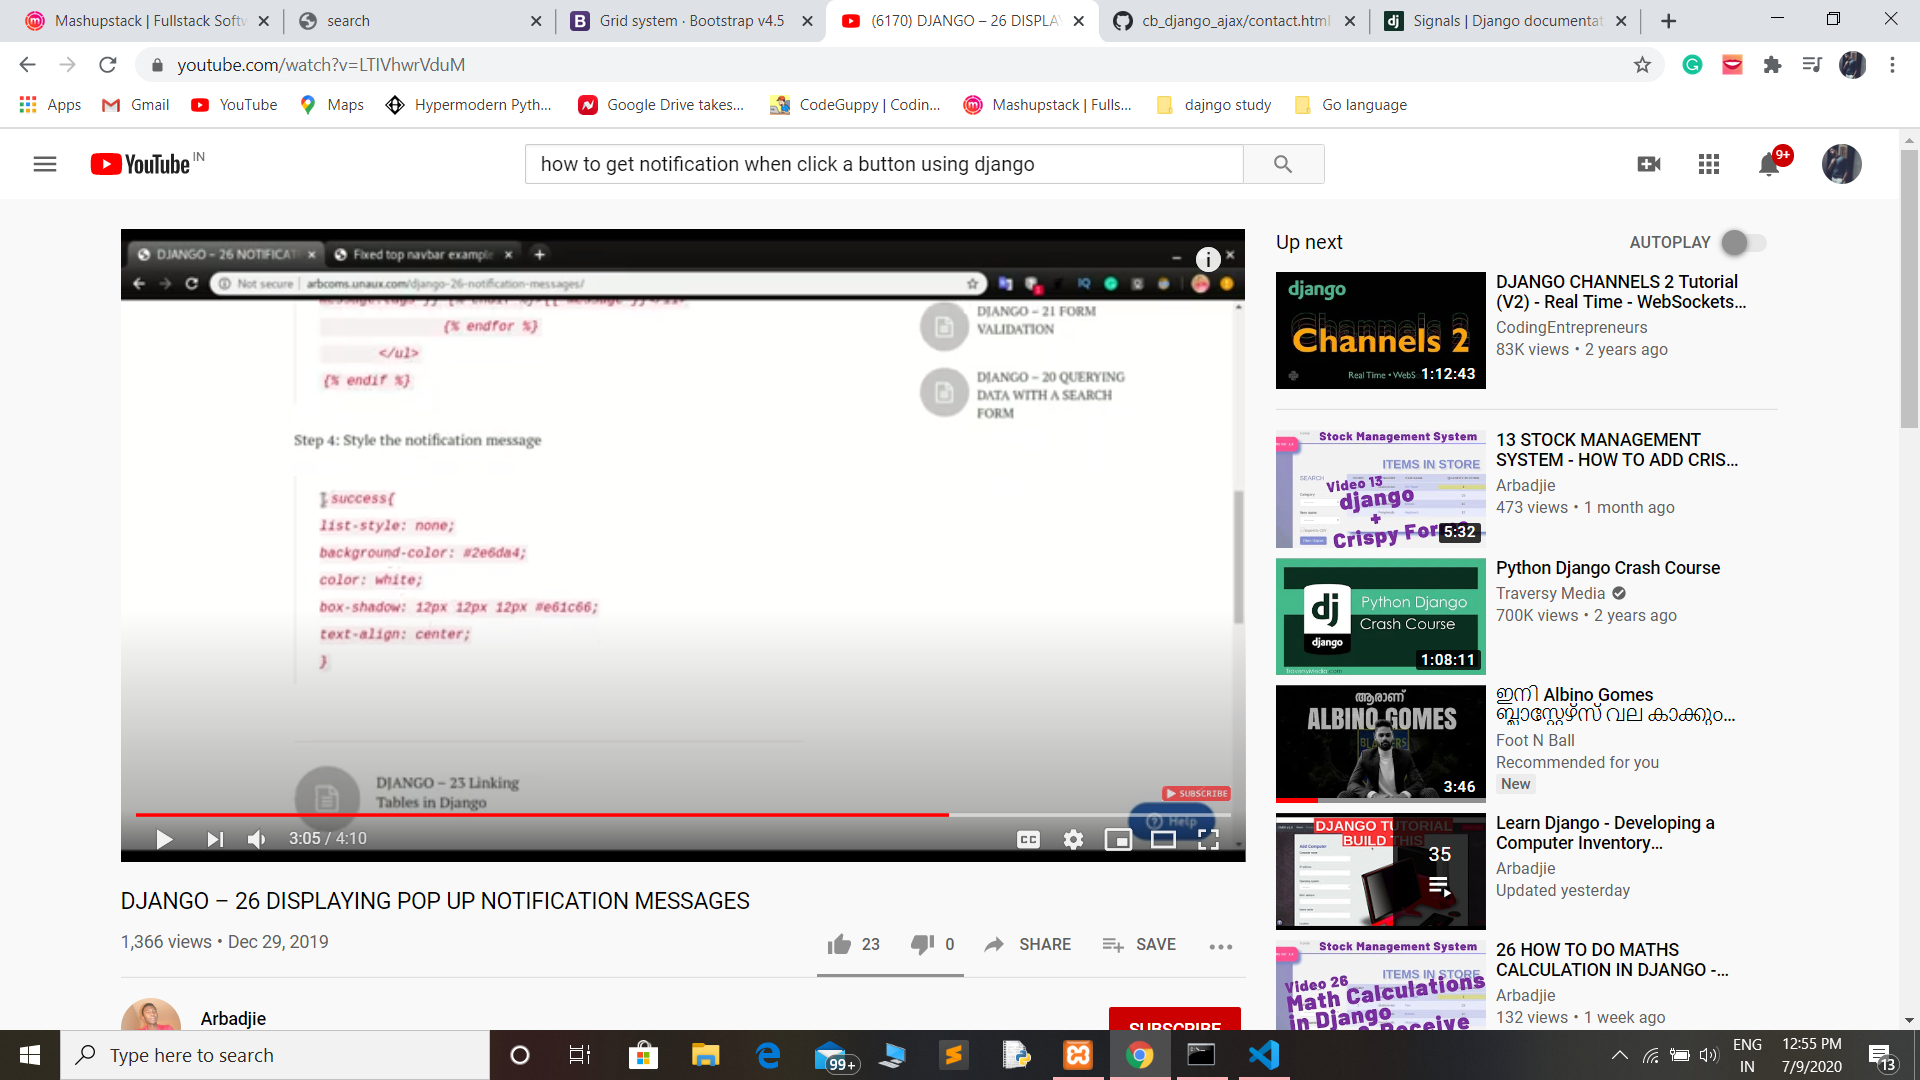 Mashupstack | Fullstack Softw
search
Grid system · Bootstrap v4.5
(6170) DJANGO – 26 DISPLA
cb_django_ajax/contact.html
Signals | Django documentat
youtube.com/watch?v=LTIVhwrVduM
Apps
Gmail
YouTube
Maps
Hypermodern Pyth...
Google Drive takes...
CodeGuppy | Codin...
Mashupstack | Fulls...
dajngo study
Go language
YouTube IN
how to get notification when click a button using django
9+
DJANGO – 26 NOTIFICAT
Fixed top navbar example
Not secure | arbcoms.unaux.com/django-26-notification-messages/
{% endfor %}
</ul>
{% endif %}
DJANGO – 21 FORM
VALIDATION
DJANGO – 20 QUERYING
DATA WITH A SEARCH
FORM
Step 4: Style the notification message
.success{
list-style: none;
background-color: #2e6da4;
color: white;
box-shadow: 12px 12px 12px #e61c66;
text-align: center;
}
DJANGO – 23 Linking
Tables in Django
SUBSCRIBE
Help
3:05 / 4:10
CC
DJANGO – 26 DISPLAYING POP UP NOTIFICATION MESSAGES
1,366 views • Dec 29, 2019
23
0
SHARE
SAVE
Arbadjie
SUBSCRIBE
Up next
AUTOPLAY
django
Channels 2
Real Time • WebS
1:12:43
DJANGO CHANNELS 2 Tutorial
(V2) - Real Time - WebSockets...
CodingEntrepreneurs
83K views • 2 years ago
Stock Management System
ITEMS IN STORE
SEARCH
Video 13
django
+
Crispy For
5:32
13 STOCK MANAGEMENT
SYSTEM - HOW TO ADD CRIS...
Arbadjie
473 views • 1 month ago
dj
django
Python Django
Crash Course
1:08:11
Python Django Crash Course
Traversy Media
700K views • 2 years ago
ആരാണ്
ALBINO GOMES
3:46
ഇനി Albino Gomes
ബ്ലാസ്റ്റേഴ്‌സ് വല കാക്കും...
Foot N Ball
Recommended for you
New
DJANGO TUTORIAL
BUILD THIS
35
Learn Django - Developing a
Computer Inventory...
Arbadjie
Updated yesterday
Stock Management System
ITEMS IN STORE
Video 26
Math Calculations
in Django
Receive
26 HOW TO DO MATHS
CALCULATION IN DJANGO -...
Arbadjie
132 views • 1 week ago
Type here to search
99+
ENG
IN
12:55 PM
7/9/2020
13